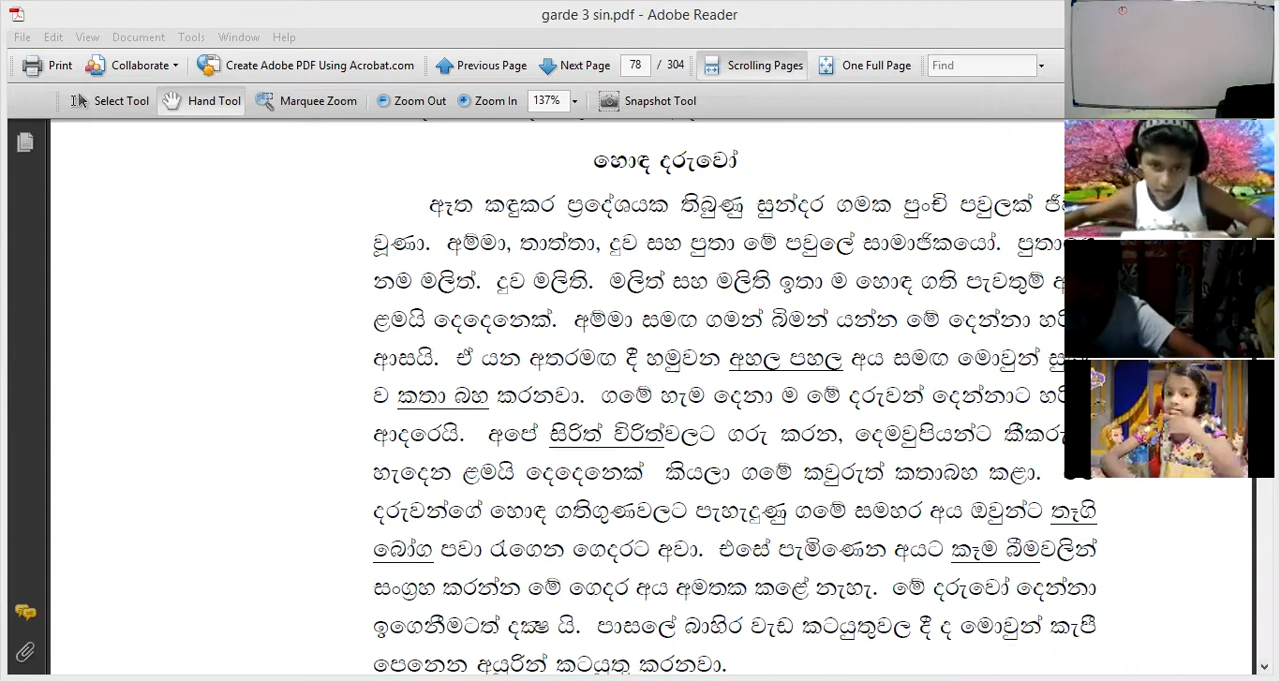 garde 3 sin.pdf - Adobe Reader
File Edit View Document Tools Window Help
Print Collaborate Create Adobe PDF Using Acrobat.com Previous Page Next Page 78 / 304 Scrolling Pages One Full Page Find
Select Tool Hand Tool Marquee Zoom Zoom Out Zoom In 137% Snapshot Tool
හොඳ දරුවෝ
ඈත කඳුකර ප්‍රදේශයක තිබුණු සුන්දර ගමක පුංචි පවුලක්
වූණා. අම්මා, තාත්තා, දුව සහ පුතා මේ පවුලේ සාමාජිකයෝ.
නම මලිත්. දුව මලිති. මලිත් සහ මලිති ඉතා ම හොඳ ගති පැවතුම්
ළමයි දෙදෙනෙක්. අම්මා සමඟ ගමන් බිමන් යන්න මේ දෙන්නා
ආසයි. ඒ යන අතරමඟ දී හමුවන අහල පහල අය සමඟ මොවුන්
ව කතා බහ කරනවා. ගමේ හැම දෙනා ම මේ දරුවන් දෙන්නාට
ආදරෙයි. අපේ සිරිත් විරිත්වලට ගරු කරන, දෙමවුපියන්ට
හැදෙන ළමයි දෙදෙනෙක් කියලා ගමේ කවුරුත් කතාබහ කළා.
දරුවන්ගේ හොඳ ගතිගුණවලට පැහැදුණු ගමේ සමහර අය ඔවුන්ට තෑගි
බෝග පවා රැගෙන ගෙදරට අවා. එසේ පැමිණෙන අයට කෑම බීමවලින්
සංග්‍රහ කරන්න මේ ගෙදර අය අමතක කළේ නැහැ. මේ දරුවෝ දෙන්නා
ඉගෙනීමටත් දක්‍ෂ යි. පාසලේ බාහිර වැඩ කටයුතුවල දී ද මොවුන් කැපී
පෙනෙන අයුරින් කටයුතු කරනවා.